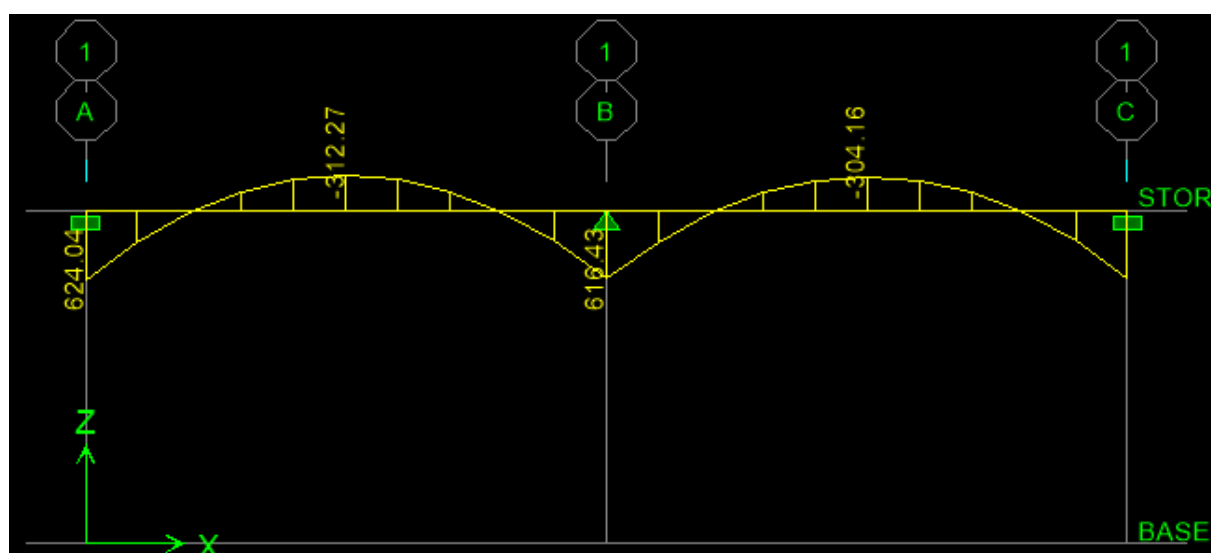 1
1
1
A
B
C
-312.27
-304.16
STOR
624.04
616.43
Z
X
BASE